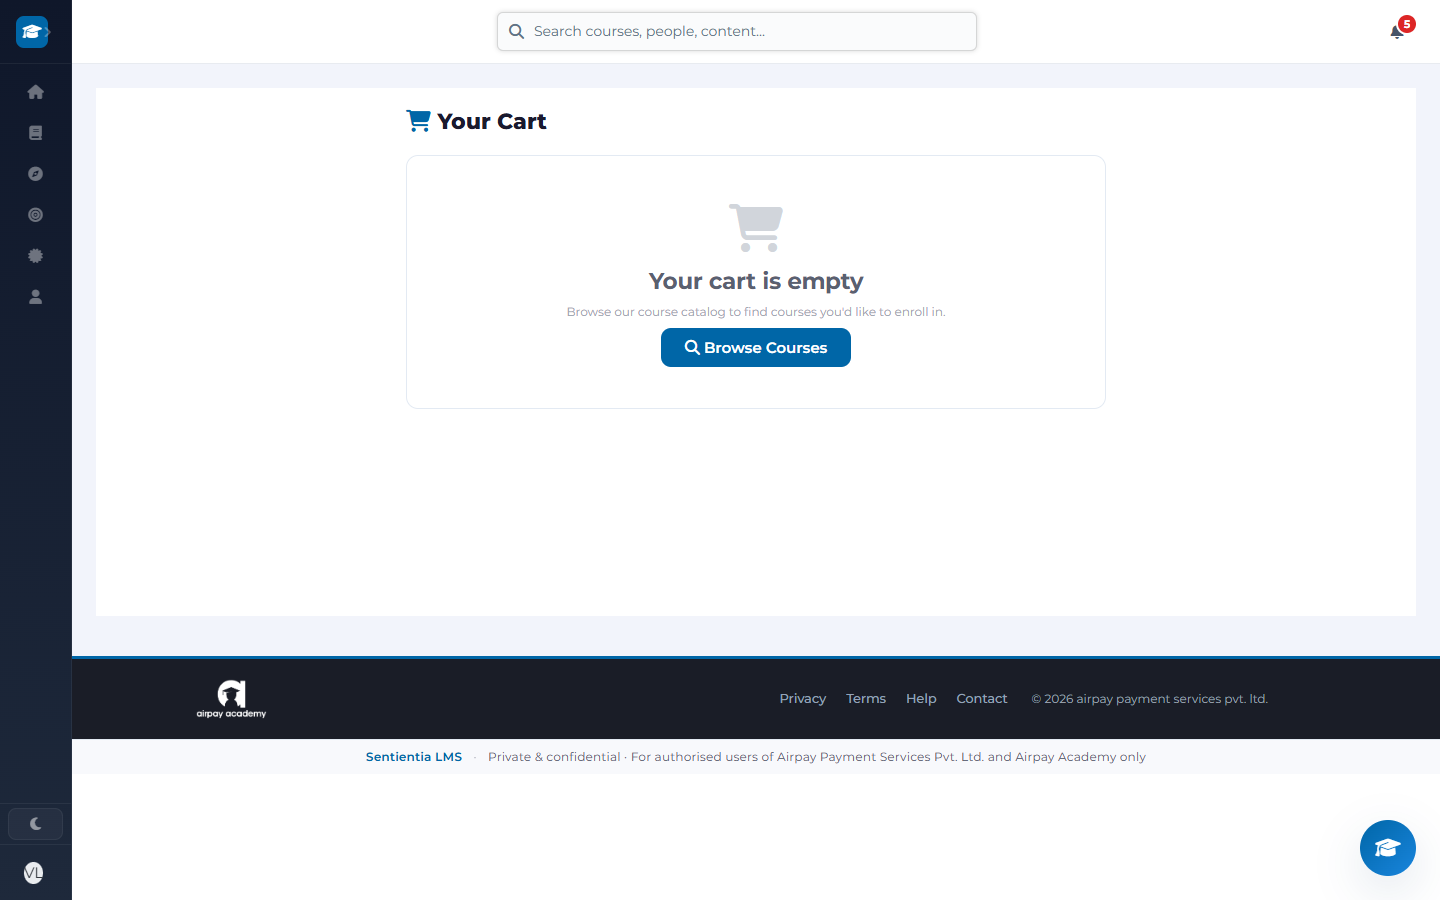 Search courses, people, content...
5
Your Cart
Your cart is empty
Browse our course catalog to find courses you'd like to enroll in.
Browse Courses
airpay academy
Privacy
Terms
Help
Contact
© 2026 airpay payment services pvt. ltd.
Sentientia LMS · Private & confidential · For authorised users of Airpay Payment Services Pvt. Ltd. and Airpay Academy only
VL